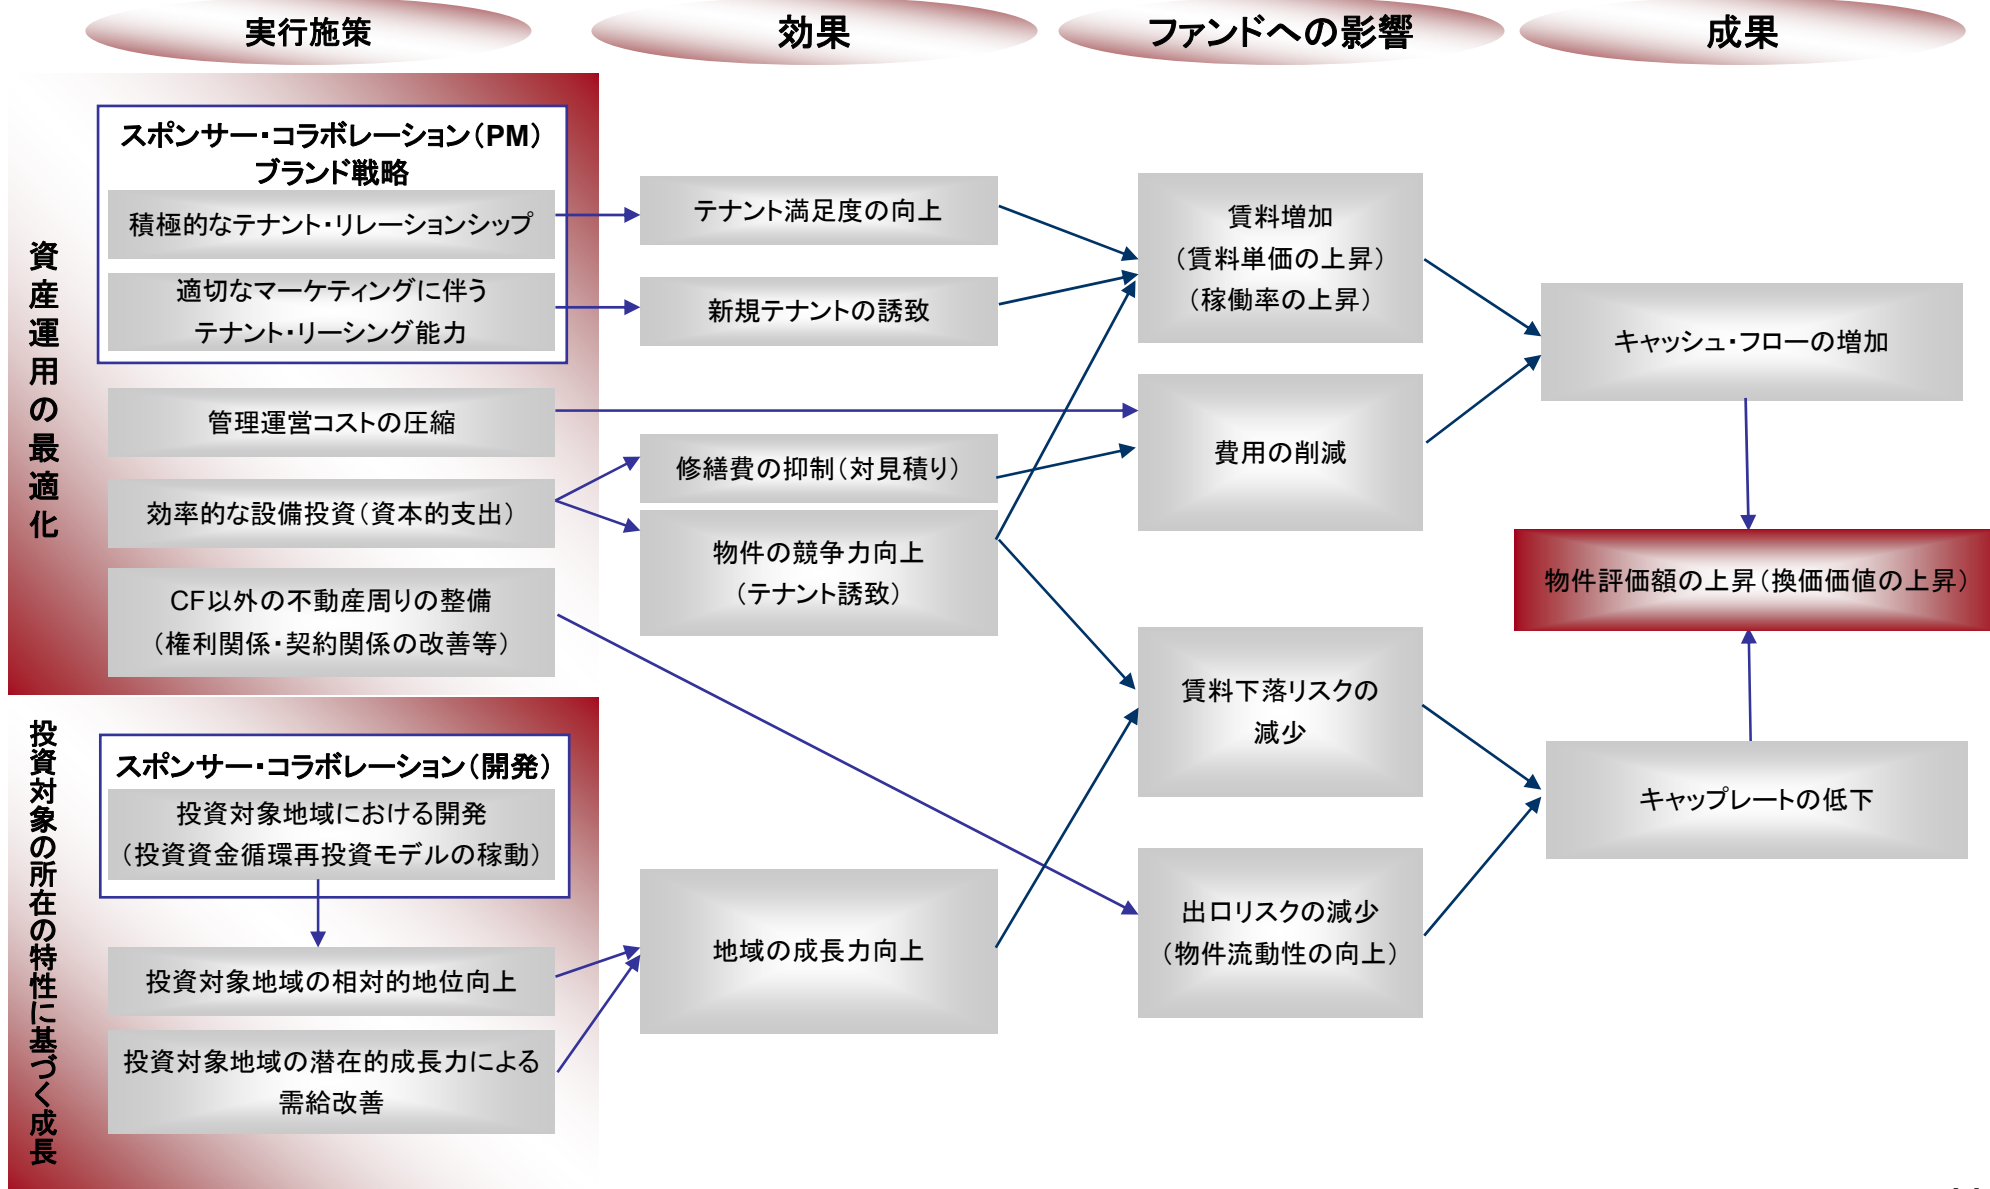 実行施策
効果
ファンドへの影響
成果
資産運用の最適化
スポンサー・コラボレーション（PM）
ブランド戦略
積極的なテナント・リレーションシップ
適切なマーケティングに伴う
テナント・リーシング能力
管理運営コストの圧縮
効率的な設備投資（資本的支出）
CF以外の不動産周りの整備
（権利関係・契約関係の改善等）
投資対象の所在の特性に基づく成長
スポンサー・コラボレーション（開発）
投資対象地域における開発
（投資資金循環再投資モデルの稼動）
投資対象地域の相対的地位向上
投資対象地域の潜在的成長力による
需給改善
テナント満足度の向上
新規テナントの誘致
修繕費の抑制（対見積り）
物件の競争力向上
（テナント誘致）
地域の成長力向上
賃料増加
（賃料単価の上昇）
（稼働率の上昇）
費用の削減
賃料下落リスクの
減少
出口リスクの減少
（物件流動性の向上）
キャッシュ・フローの増加
物件評価額の上昇（換価価値の上昇）
キャップレートの低下